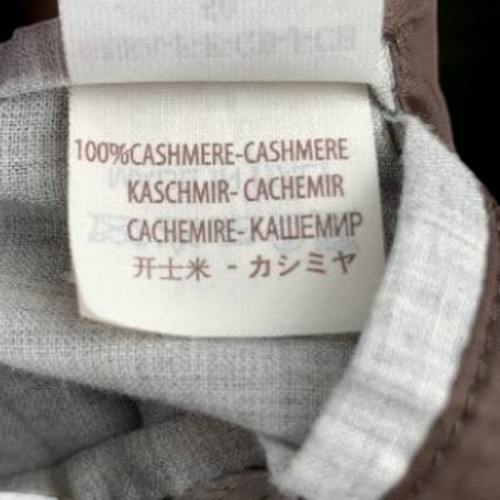 100%CASHMERE-CASHMERE
KASCHMIR- CACHEMIR
CACHEMIRE- КАШЕМИР
开士米 - カシミヤ